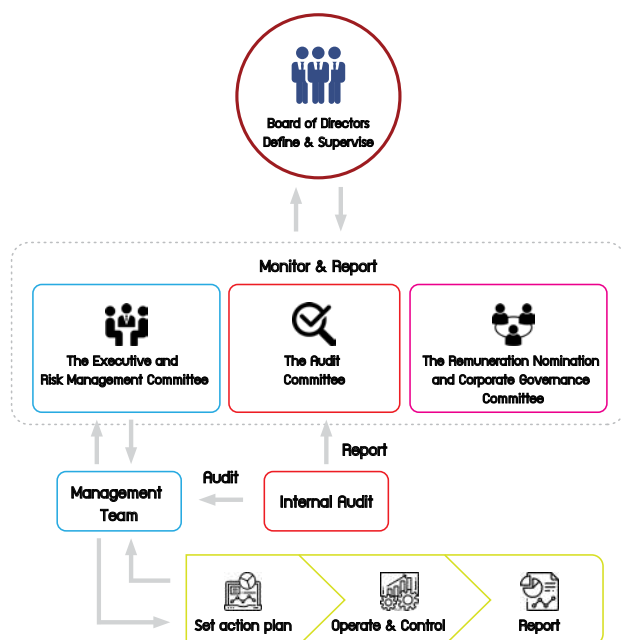 Board of Directors
Define & Supervise
Monitor & Report
The Executive and
Risk Management Committee
The Audit
Committee
The Remuneration Nomination
and Corporate Governance
Committee
Report
Audit
Management
Team
Internal Audit
Set action plan
Operate & Control
Report